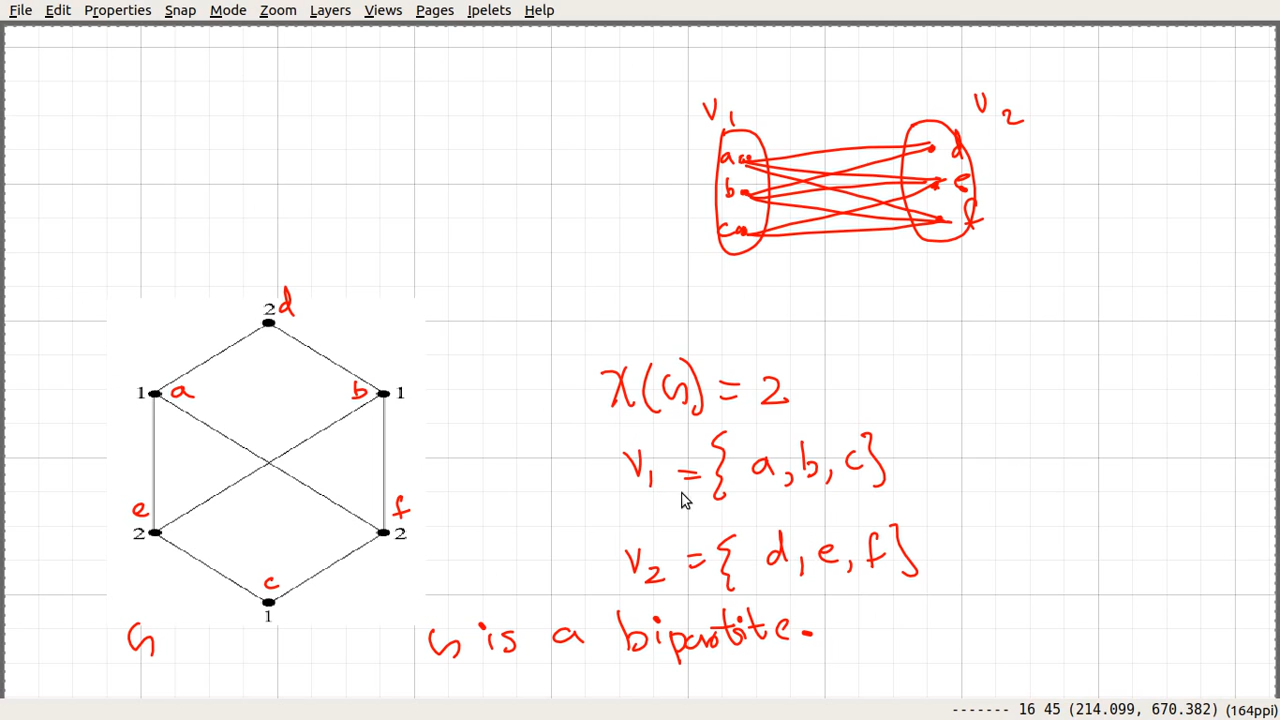 File Edit Properties Snap Mode Zoom Layers Views Pages Ipelets Help
V1 V2
a d
b e
c f
2 d
1 a b 1
e f
2 2
c
1
χ(G) = 2
V1 = { a, b, c}
V2 = { d, e, f}
G G is a bipartite.
------- 16 45 (214.099, 670.382) (164ppi)